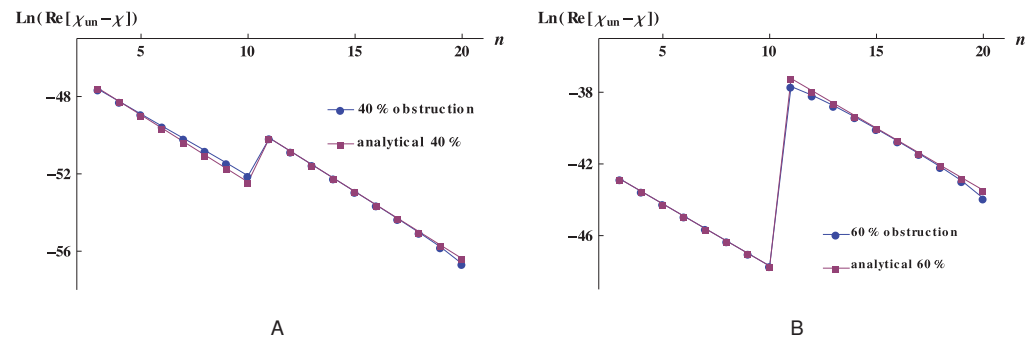 Ln(Re[χun−χ])
n
5
10
15
20
−48
−52
−56
40% obstruction
analytical 40%
A
Ln(Re[χun−χ])
n
5
10
15
20
−38
−42
−46
60% obstruction
analytical 60%
B